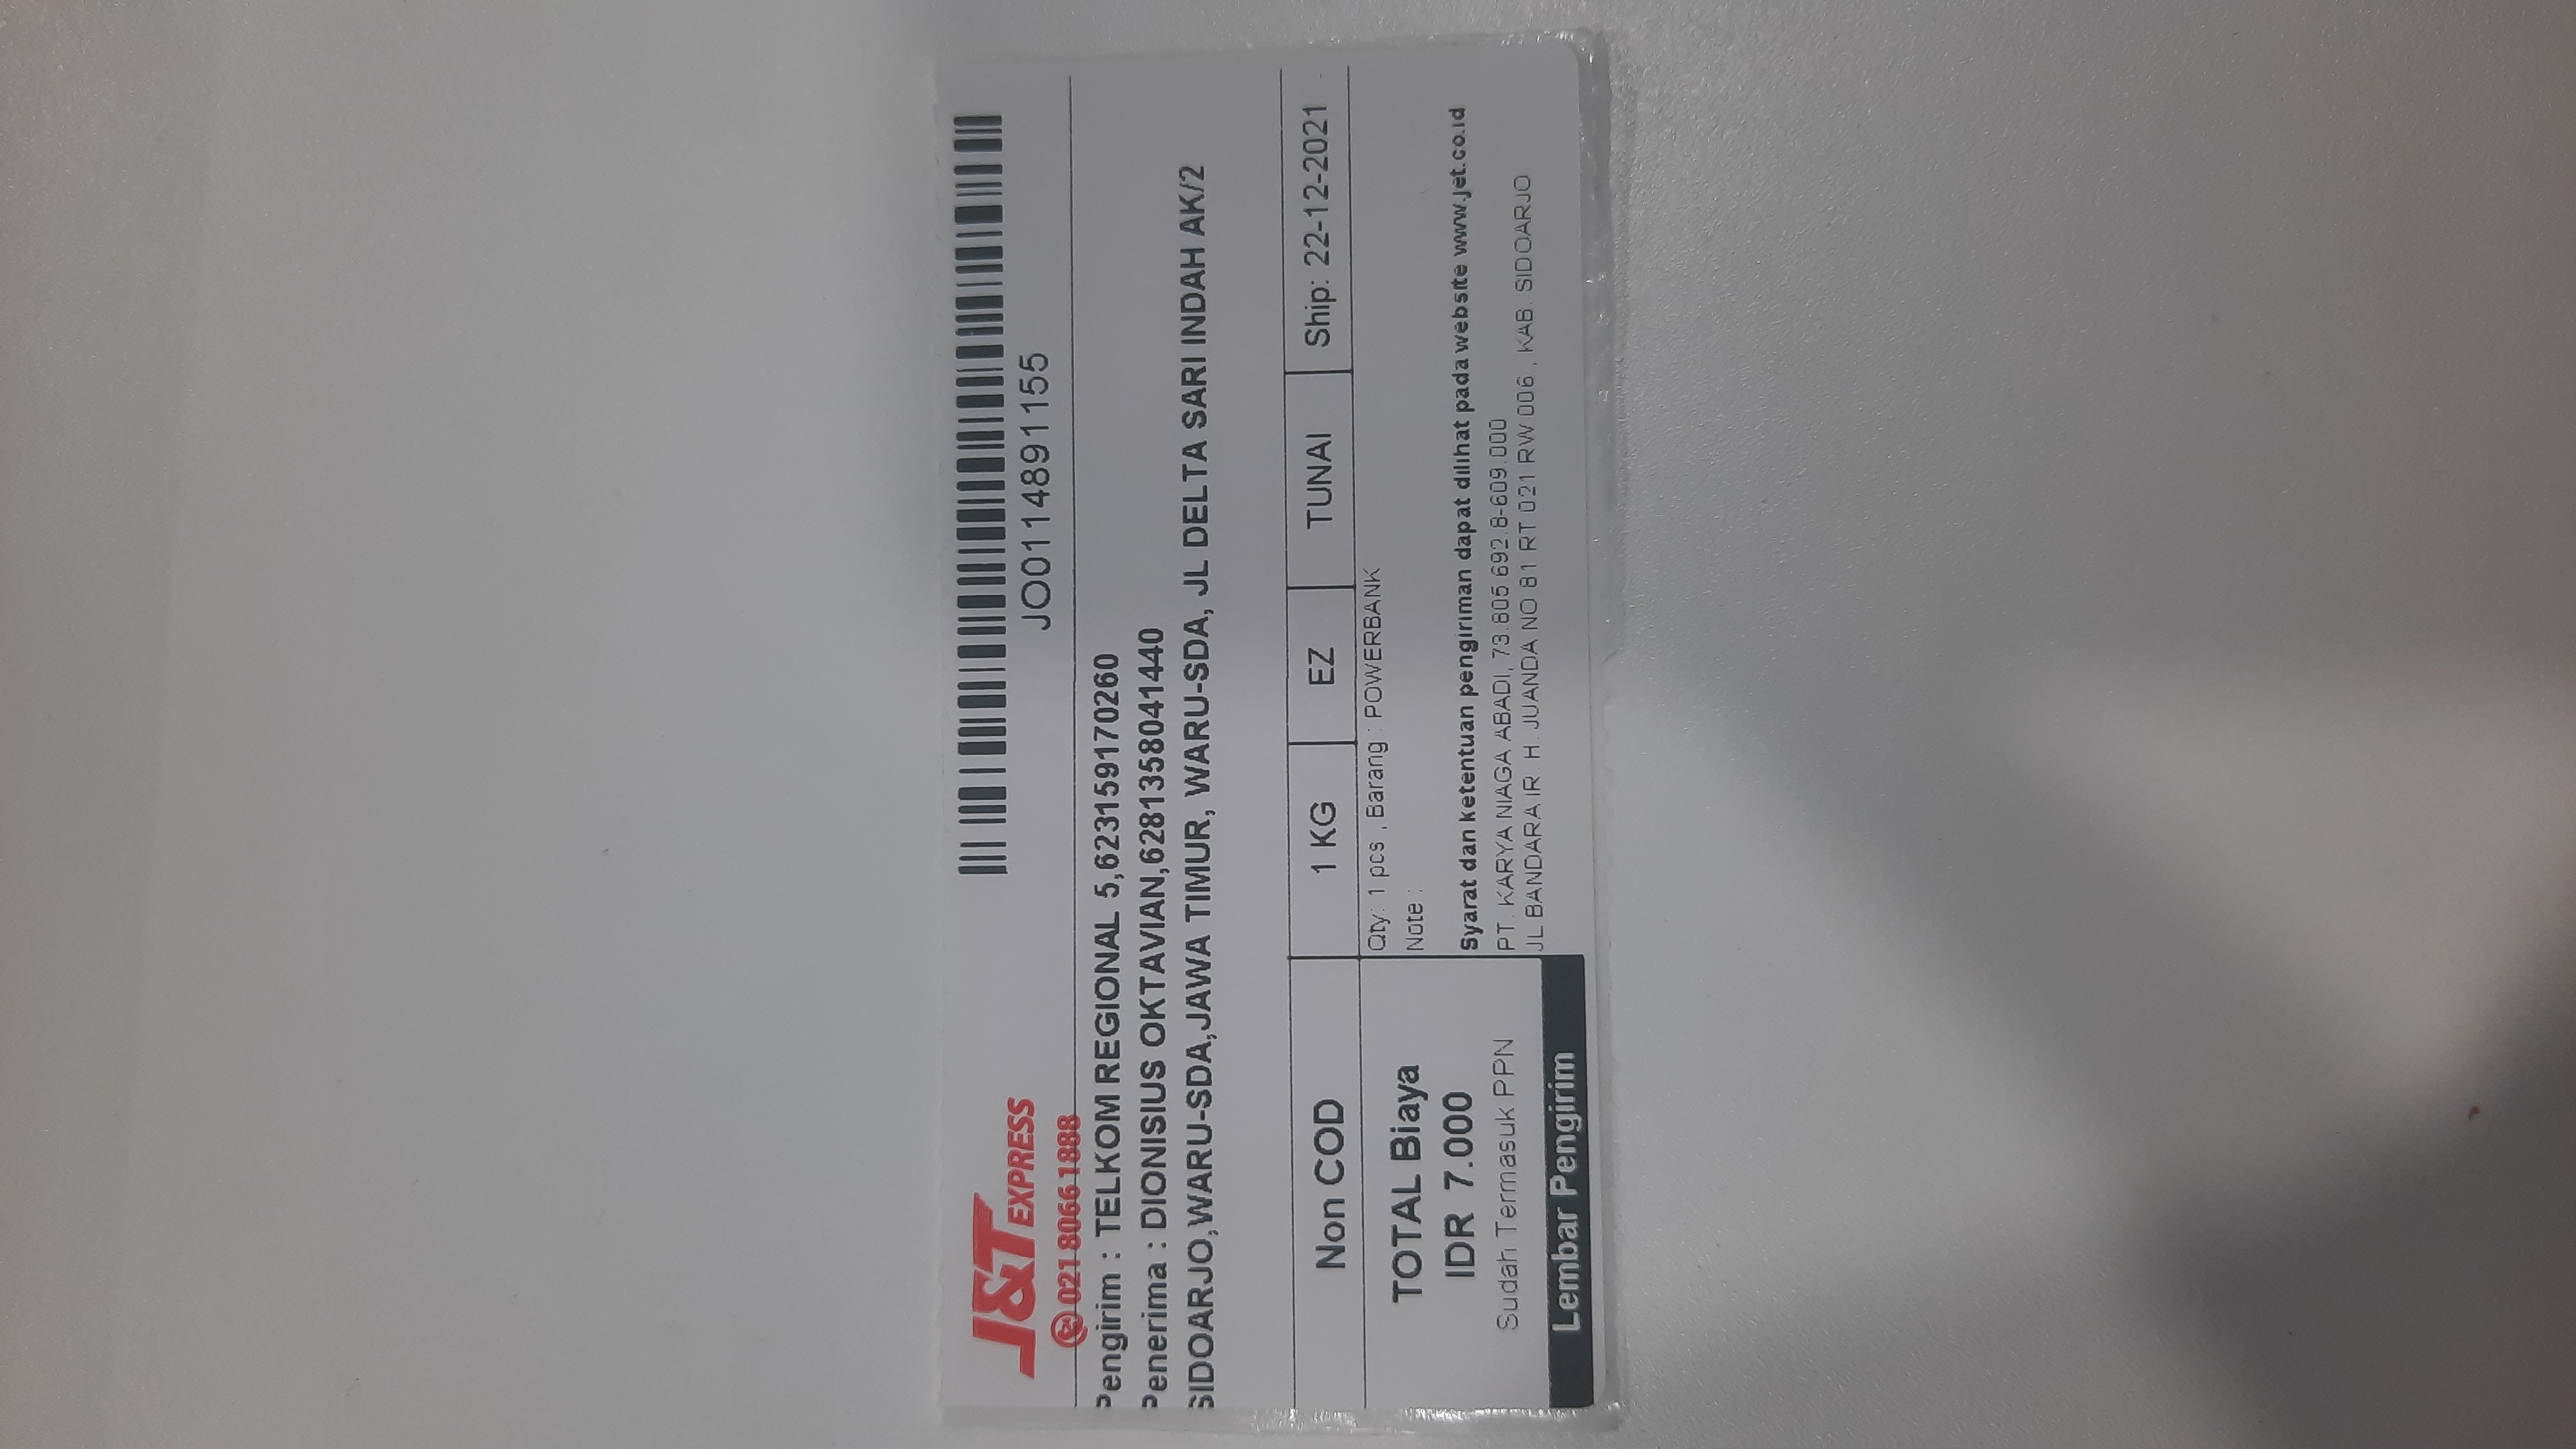 J&T EXPRESS
021 8066 1888
JO0114891155
Pengirim : TELKOM REGIONAL 5,623159170260
Penerima : DIONISIUS OKTAVIAN,6281358041440
SIDOARJO,WARU-SDA,JAWA TIMUR, WARU-SDA, JL DELTA SARI INDAH AK/2
Non COD
1 KG
EZ
TUNAI
Ship: 22-12-2021
TOTAL Biaya
IDR 7.000
Sudah Termasuk PPN
Lembar Pengirim
Qty: 1 pcs , Barang : POWERBANK
Note :
Syarat dan ketentuan pengiriman dapat dilihat pada website www.jet.co.id
PT. KARYA NIAGA ABADI, 73.805.692.8-609.000
JL BANDARA IR. H. JUANDA NO 81 RT 021 RW 006 , KAB. SIDOARJO